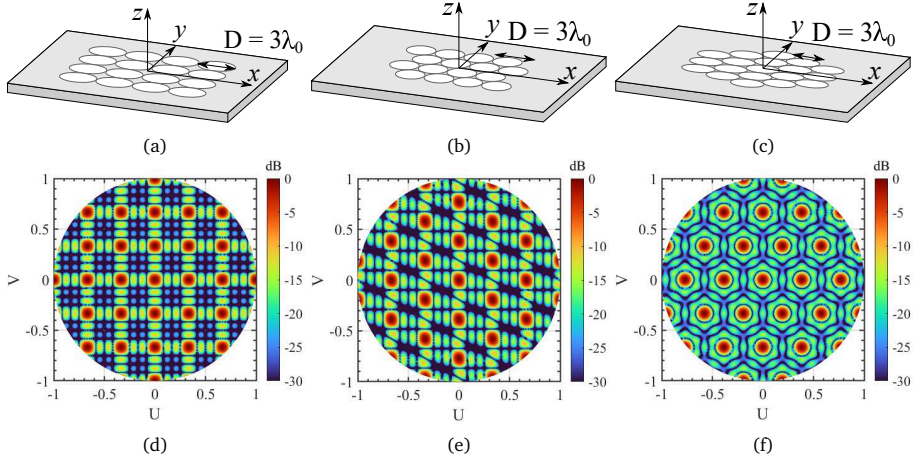 z y D = 3λ₀ x
z y D = 3λ₀ x
z y D = 3λ₀ x
(a) (b) (c)
dB dB dB
1 0 1 0 1 0
-5 -5 -5
0.5 0.5 0.5
-10 -10 -10
V 0 -15 V 0 -15 V 0 -15
-20 -20 -20
-0.5 -0.5 -0.5
-25 -25 -25
-1 -30 -1 -30 -1 -30
-1 -0.5 0 0.5 1 -1 -0.5 0 0.5 1 -1 -0.5 0 0.5 1
U U U
(d) (e) (f)